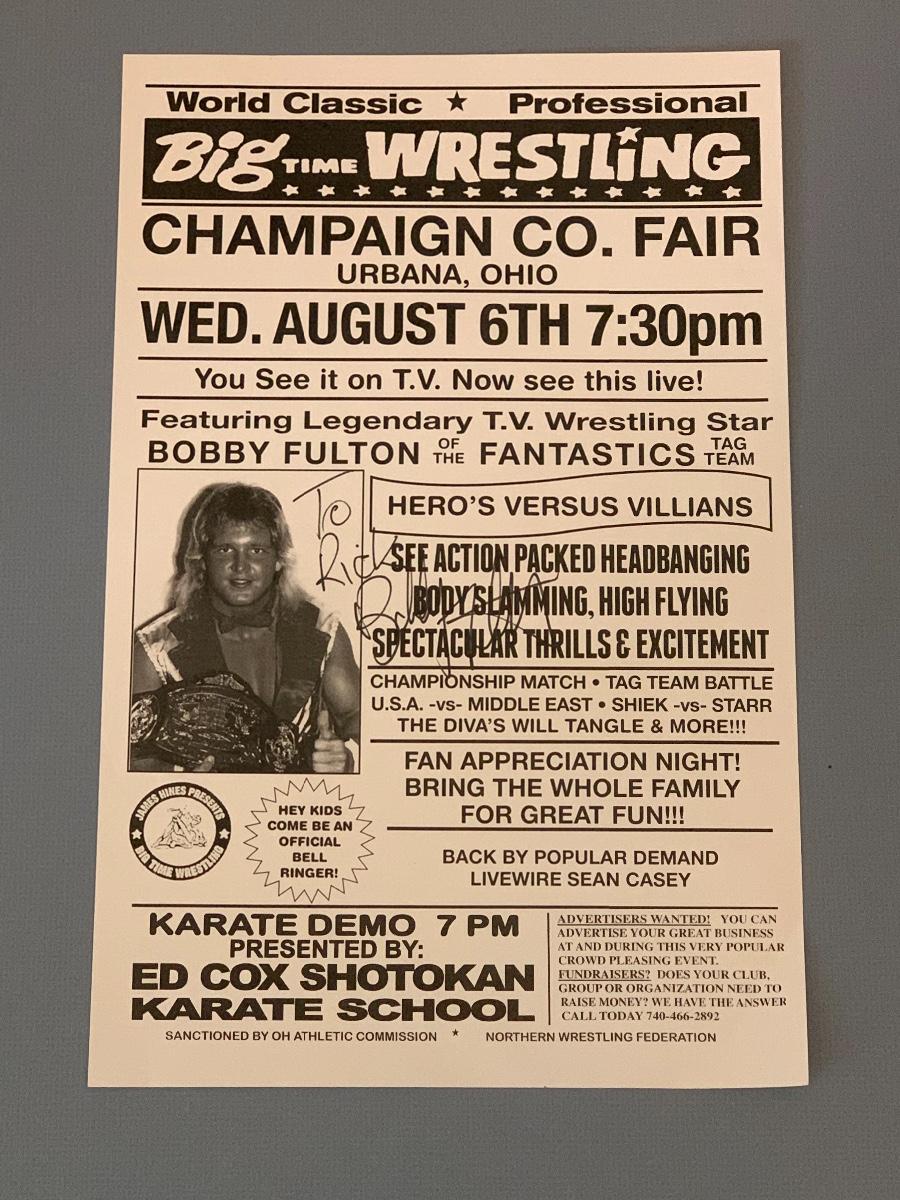 World Classic ★ Professional
Big TIME WRESTLiNG
CHAMPAIGN CO. FAIR
URBANA, OHIO
WED. AUGUST 6TH 7:30pm
You See it on T.V. Now see this live!
Featuring Legendary T.V. Wrestling Star
BOBBY FULTON OF THE FANTASTICS TAG TEAM
To
Rick
HERO'S VERSUS VILLIANS
SEE ACTION PACKED HEADBANGING
BODY SLAMMING, HIGH FLYING
SPECTACULAR THRILLS & EXCITEMENT
CHAMPIONSHIP MATCH • TAG TEAM BATTLE
U.S.A. -vs- MIDDLE EAST • SHIEK -vs- STARR
THE DIVA'S WILL TANGLE & MORE!!!
FAN APPRECIATION NIGHT!
BRING THE WHOLE FAMILY
FOR GREAT FUN!!!
JAMES HINES PRESENTS
★ BIG TIME WRESTLING ★
HEY KIDS
COME BE AN
OFFICIAL
BELL
RINGER!
BACK BY POPULAR DEMAND
LIVEWIRE SEAN CASEY
KARATE DEMO 7 PM
PRESENTED BY:
ED COX SHOTOKAN
KARATE SCHOOL
ADVERTISERS WANTED! YOU CAN
ADVERTISE YOUR GREAT BUSINESS
AT AND DURING THIS VERY POPULAR
CROWD PLEASING EVENT.
FUNDRAISERS? DOES YOUR CLUB,
GROUP OR ORGANIZATION NEED TO
RAISE MONEY? WE HAVE THE ANSWER
CALL TODAY 740-466-2892
SANCTIONED BY OH ATHLETIC COMMISSION ★ NORTHERN WRESTLING FEDERATION